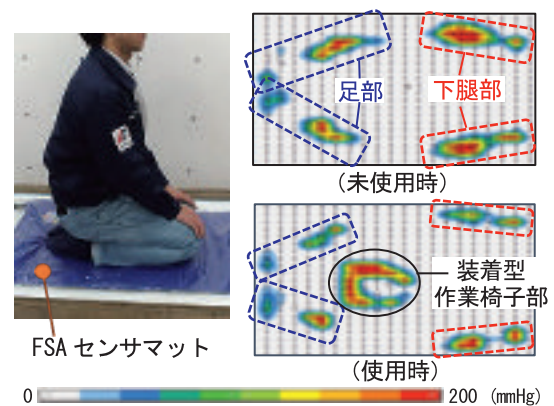 足部
下腿部
(未使用時)
装着型
作業椅子部
FSA センサマット
(使用時)
0
200 (mmHg)